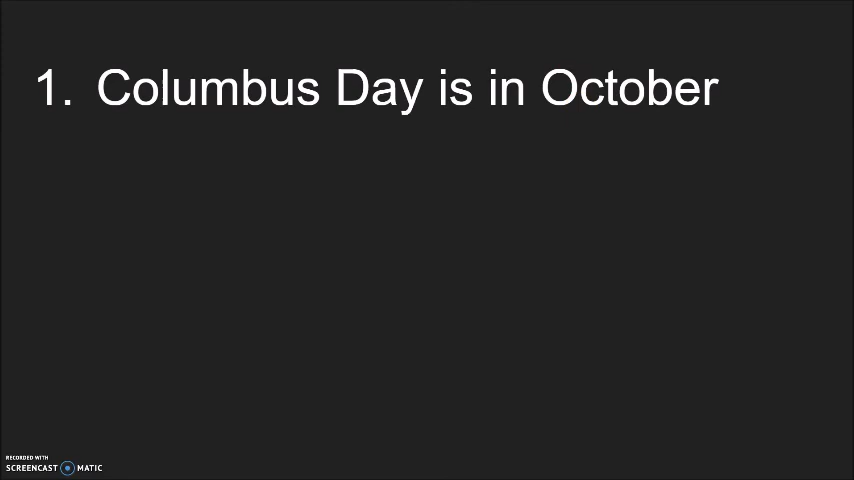 1. Columbus Day is in October
RECORDED WITH
SCREENCAST MATIC